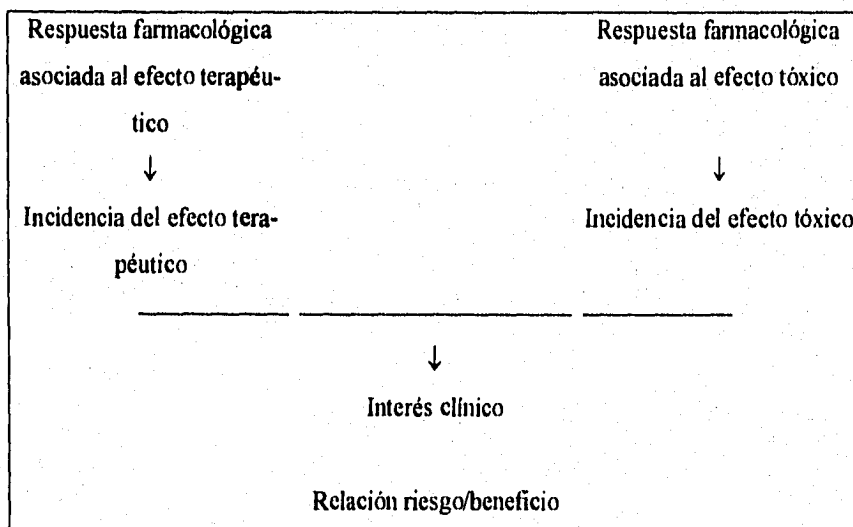 Respuesta farmacológica
asociada al efecto terapéu-
tico
↓
Incidencia del efecto tera-
péutico
Respuesta farmacológica
asociada al efecto tóxico
↓
Incidencia del efecto tóxico
↓
Interés clínico
Relación riesgo/beneficio